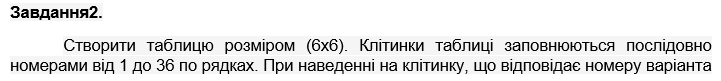 Завдання2.
Створити таблицю розміром (6х6). Клітинки таблиці заповнюються послідовно
номерами від 1 до 36 по рядках. При наведенні на клітинку, що відповідає номеру варіанта